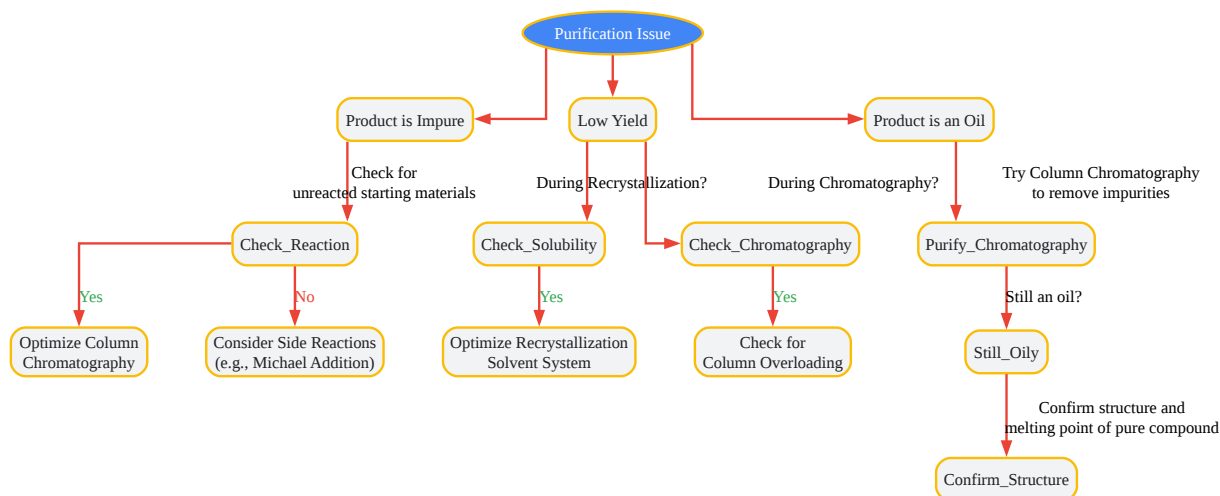 Purification Issue
Product is Impure
Low Yield
Product is an Oil
Check for
unreacted starting materials
During Recrystallization?
During Chromatography?
Try Column Chromatography
to remove impurities
Check_Reaction
Check_Solubility
Check_Chromatography
Purify_Chromatography
Yes
No
Yes
Yes
Still an oil?
Optimize Column
Chromatography
Consider Side Reactions
(e.g., Michael Addition)
Optimize Recrystallization
Solvent System
Check for
Column Overloading
Still_Oily
Confirm structure and
melting point of pure compound
Confirm_Structure